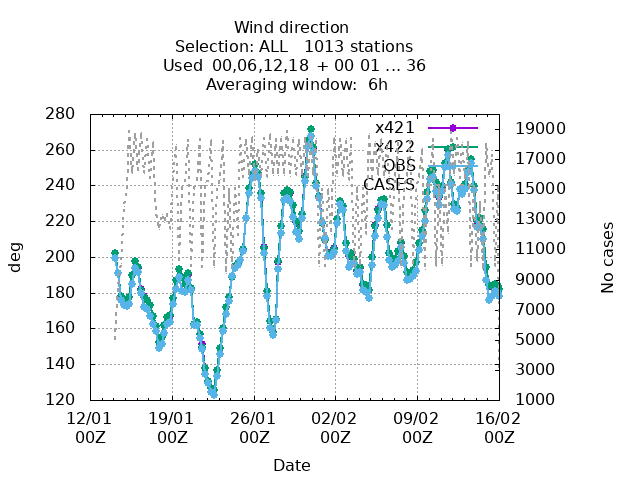 Wind direction
Selection: ALL   1013 stations
Used  00,06,12,18  + 00 01 ... 36
Averaging window:  6h
280
260
240
220
200
180
160
140
120
deg
x421
x422
OBS
CASES
19000
17000
15000
13000
11000
9000
7000
5000
3000
1000
No cases
12/01 19/01 26/01 02/02 09/02 16/02
00Z 00Z 00Z 00Z 00Z 00Z
Date